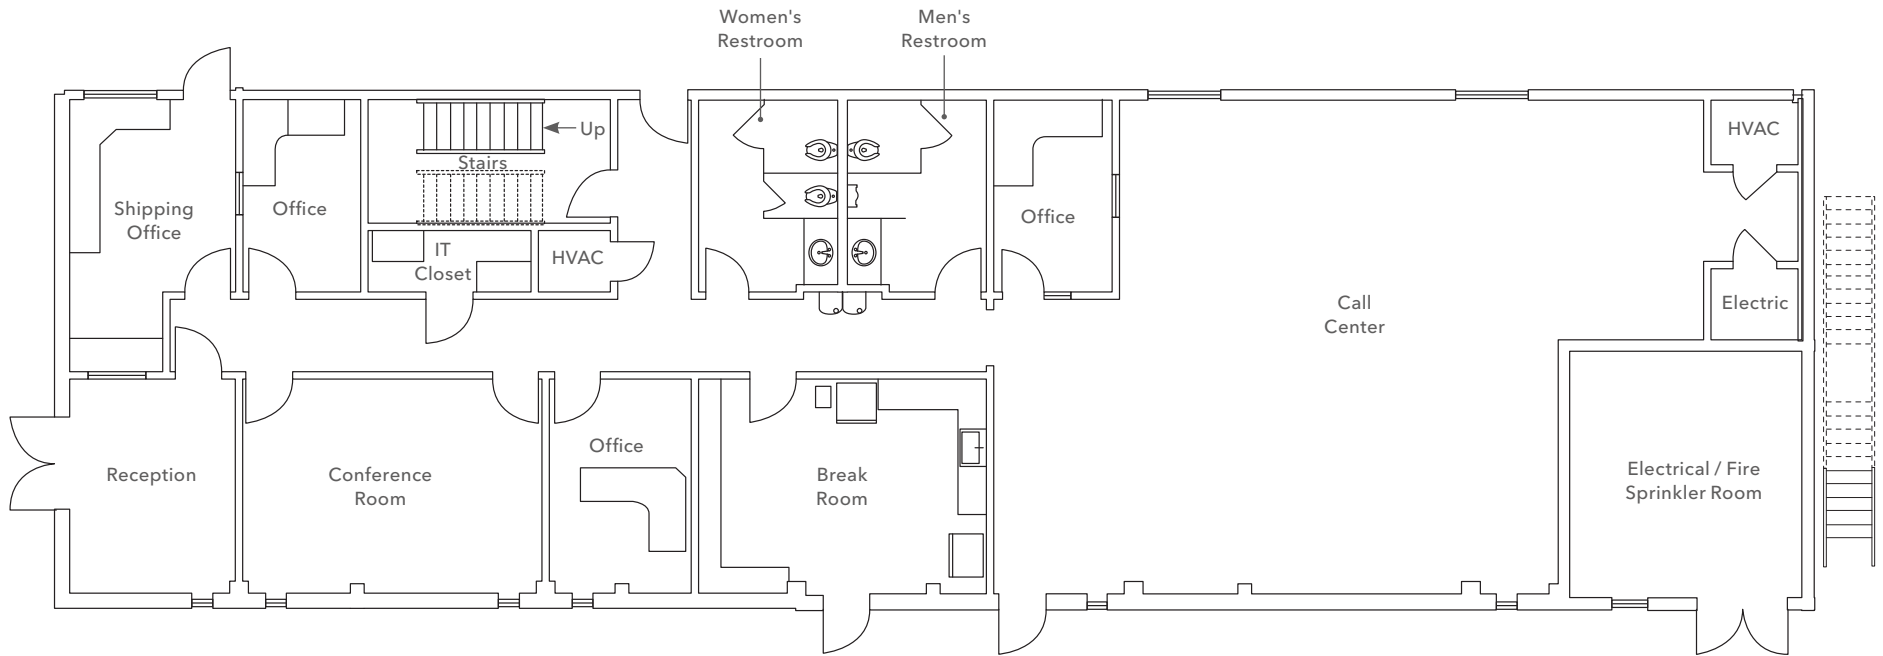 Women's
Restroom
Men's
Restroom
Up
Stairs
HVAC
Shipping
Office
Office
Office
IT
Closet
HVAC
Call
Center
Electric
Reception
Conference
Room
Office
Break
Room
Electrical / Fire
Sprinkler Room